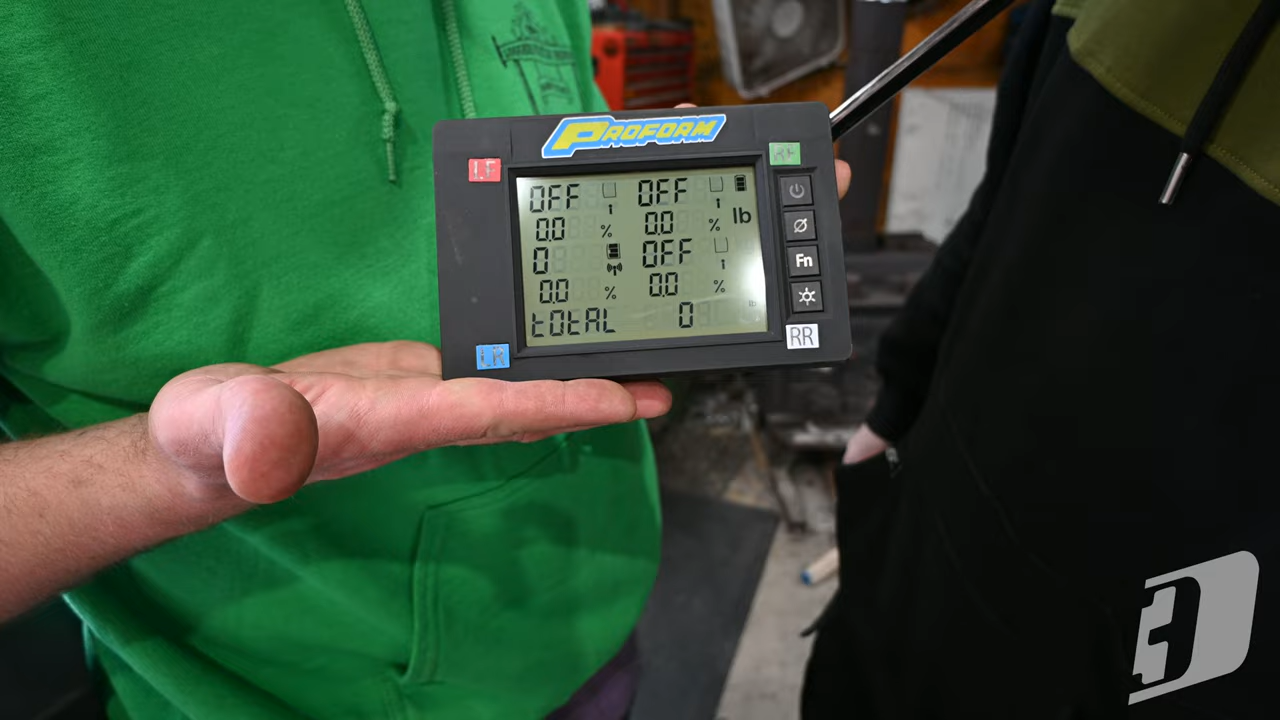 PROFORM
LF
RF
OFF OFF
lb
0.0 % 0.0 %
0 OFF
0.0 % 0.0 %
tOtAL 0
Fn
LR
RR